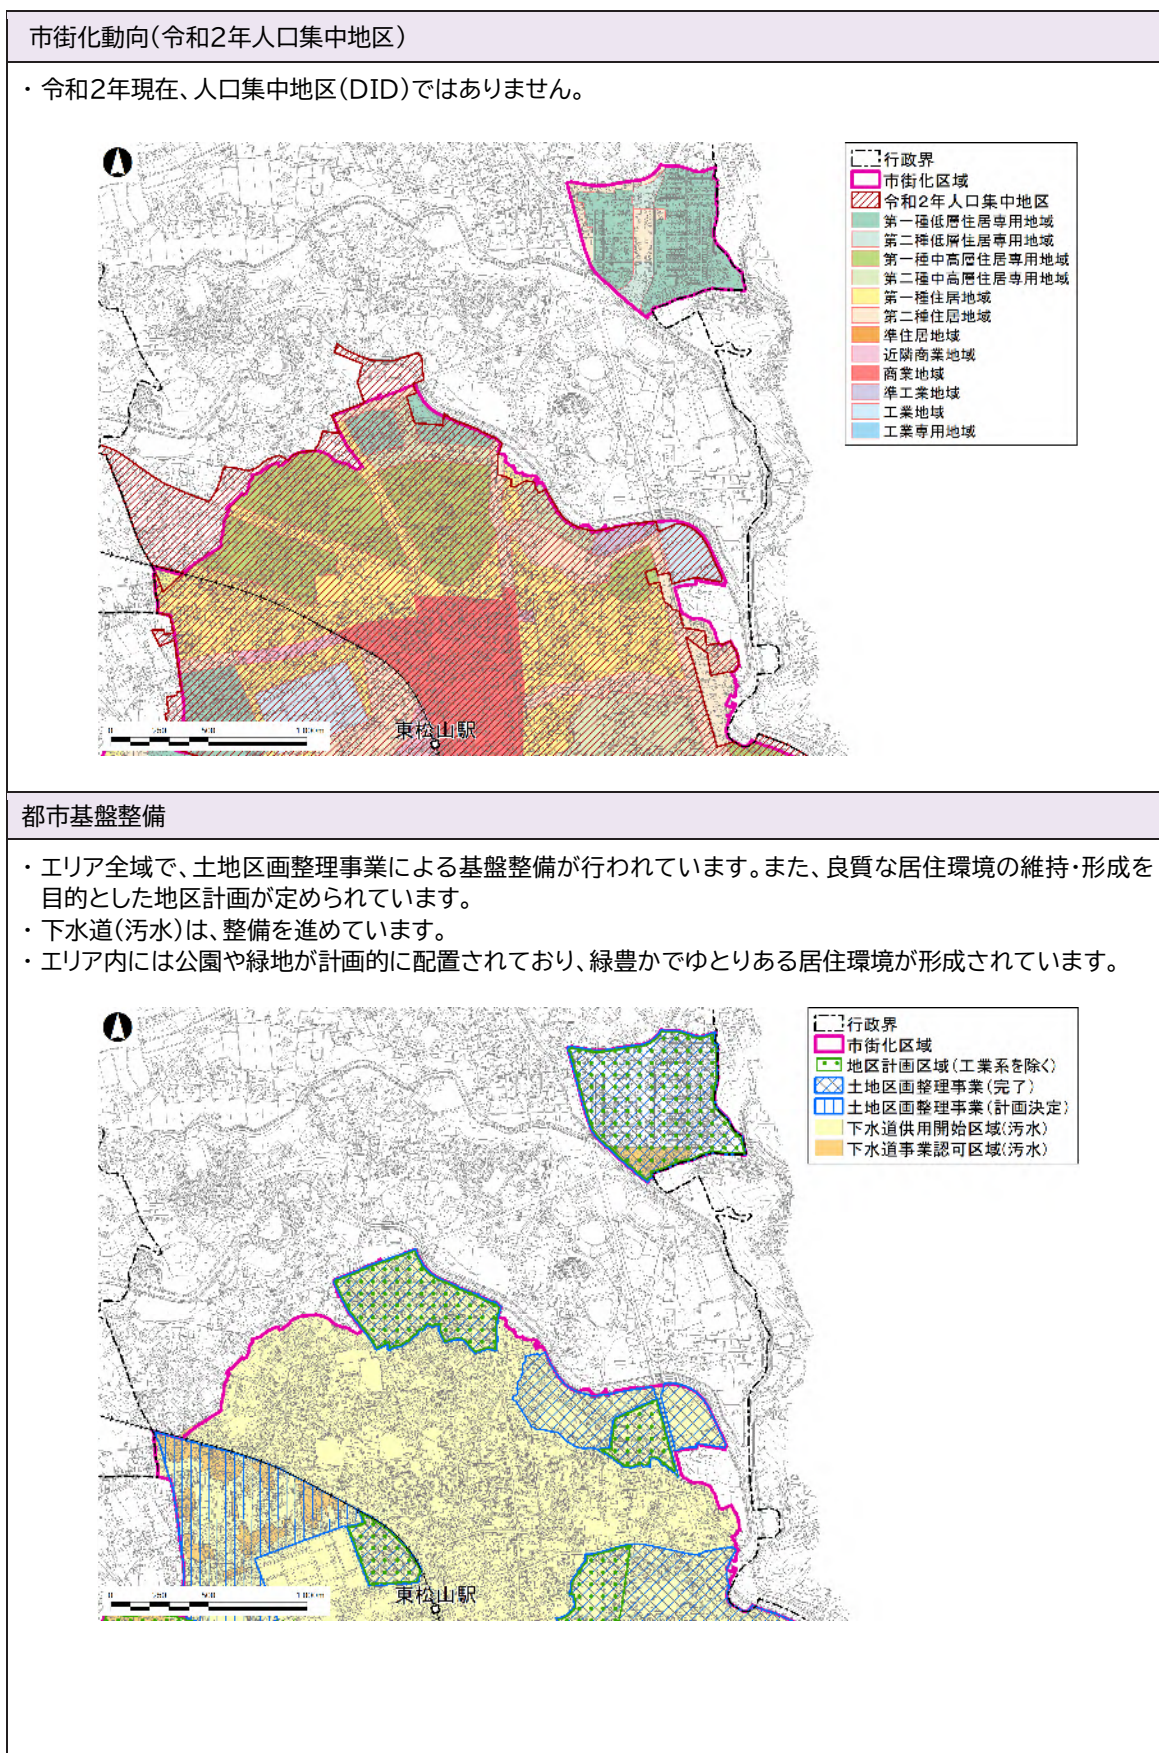 市街化動向(令和2年人口集中地区)
・ 令和2年現在、人口集中地区(DID)ではありません。
行政界
市街化区域
令和2年人口集中地区
第一種低層住居専用地域
第二種低層住居専用地域
第一種中高層住居専用地域
第二種中高層住居専用地域
第一種住居地域
第二種住居地域
準住居地域
近隣商業地域
商業地域
準工業地域
工業地域
工業専用地域
東松山駅
0 250 500 1,000m
都市基盤整備
・ エリア全域で、土地区画整理事業による基盤整備が行われています。また、良質な居住環境の維持・形成を
目的とした地区計画が定められています。
・ 下水道(汚水)は、整備を進めています。
・ エリア内には公園や緑地が計画的に配置されており、緑豊かでゆとりある居住環境が形成されています。
行政界
市街化区域
地区計画区域(工業系を除く)
土地区画整理事業(完了)
土地区画整理事業(計画決定)
下水道供用開始区域(汚水)
下水道事業認可区域(汚水)
東松山駅
0 250 500 1,000m